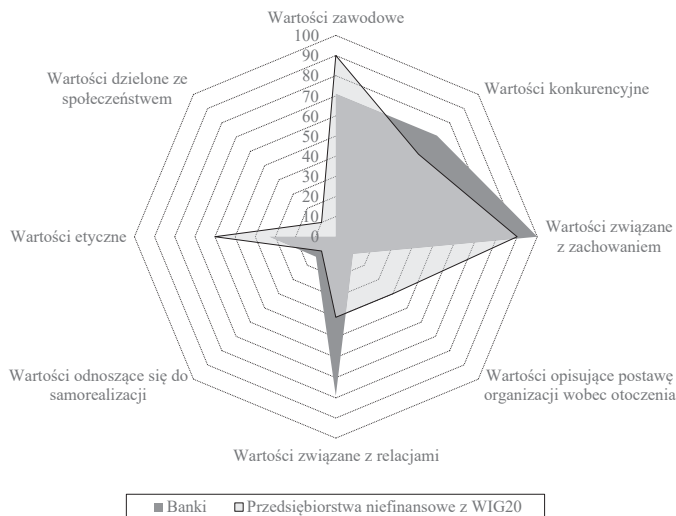 Wartości zawodowe
100
90
80
70
60
50
40
30
20
10
0
Wartości dzielone ze
społeczeństwem
Wartości konkurencyjne
Wartości etyczne
Wartości związane
z zachowaniem
Wartości odnoszące się do
samorealizacji
Wartości opisujące postawę
organizacji wobec otoczenia
Wartości związane z relacjami
Banki Przedsiębiorstwa niefinansowe z WIG20